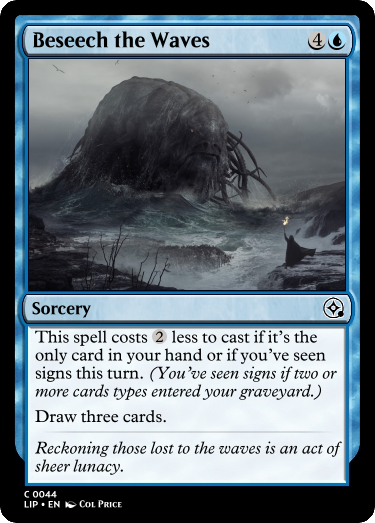 Beseech the Waves 4
Sorcery
This spell costs 2 less to cast if it's the
only card in your hand or if you've seen
signs this turn. (You've seen signs if two or
more cards types entered your graveyard.)
Draw three cards.
Reckoning those lost to the waves is an act of
sheer lunacy.
C 0044
LIP • EN Col Price